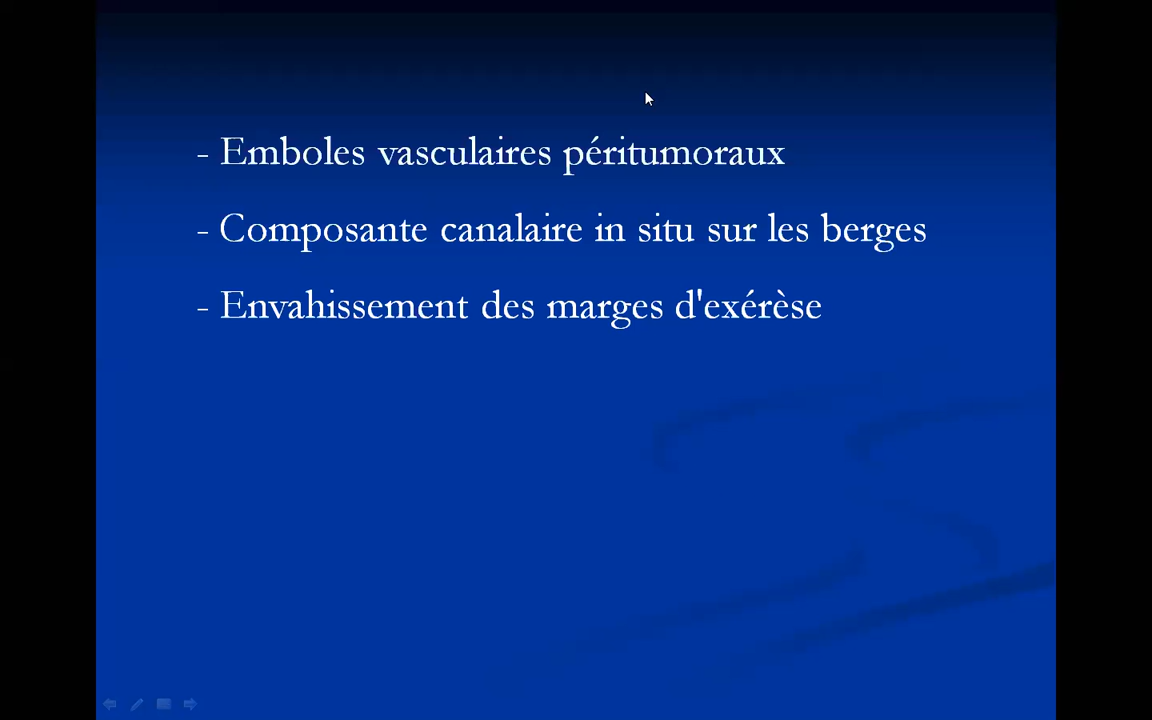 - Emboles vasculaires péritumoraux
- Composante canalaire in situ sur les berges
- Envahissement des marges d'exérèse